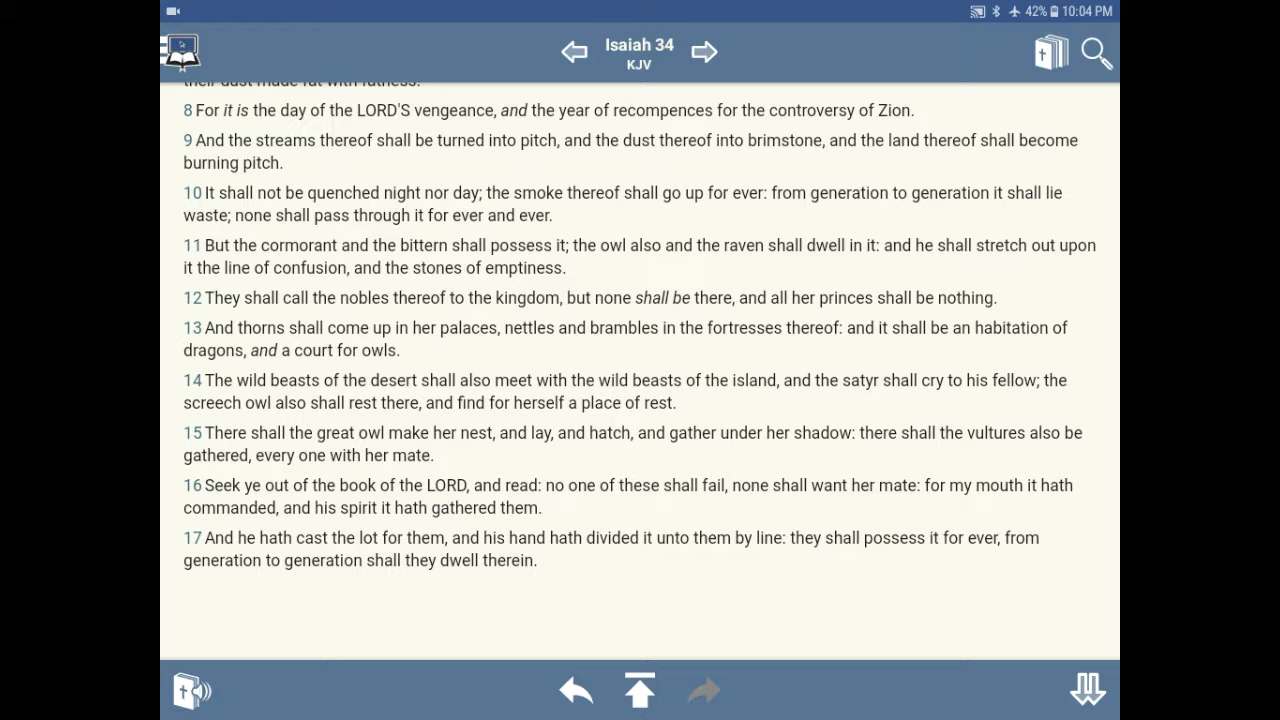 42% 10:04 PM
Isaiah 34
KJV
their dust made fat with fatness.
8 For it is the day of the LORD'S vengeance, and the year of recompences for the controversy of Zion.
9 And the streams thereof shall be turned into pitch, and the dust thereof into brimstone, and the land thereof shall become
burning pitch.
10 It shall not be quenched night nor day; the smoke thereof shall go up for ever: from generation to generation it shall lie
waste; none shall pass through it for ever and ever.
11 But the cormorant and the bittern shall possess it; the owl also and the raven shall dwell in it: and he shall stretch out upon
it the line of confusion, and the stones of emptiness.
12 They shall call the nobles thereof to the kingdom, but none shall be there, and all her princes shall be nothing.
13 And thorns shall come up in her palaces, nettles and brambles in the fortresses thereof: and it shall be an habitation of
dragons, and a court for owls.
14 The wild beasts of the desert shall also meet with the wild beasts of the island, and the satyr shall cry to his fellow; the
screech owl also shall rest there, and find for herself a place of rest.
15 There shall the great owl make her nest, and lay, and hatch, and gather under her shadow: there shall the vultures also be
gathered, every one with her mate.
16 Seek ye out of the book of the LORD, and read: no one of these shall fail, none shall want her mate: for my mouth it hath
commanded, and his spirit it hath gathered them.
17 And he hath cast the lot for them, and his hand hath divided it unto them by line: they shall possess it for ever, from
generation to generation shall they dwell therein.